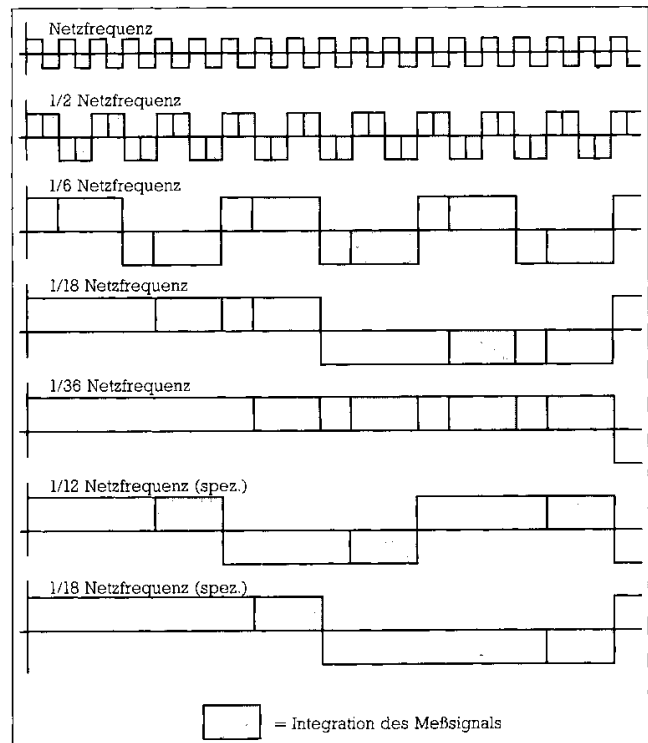 Netzfrequenz
1/2 Netzfrequenz
1/6 Netzfrequenz
1/18 Netzfrequenz
1/36 Netzfrequenz
1/12 Netzfrequenz (spez.)
1/18 Netzfrequenz (spez.)
= Integration des Meßsignals